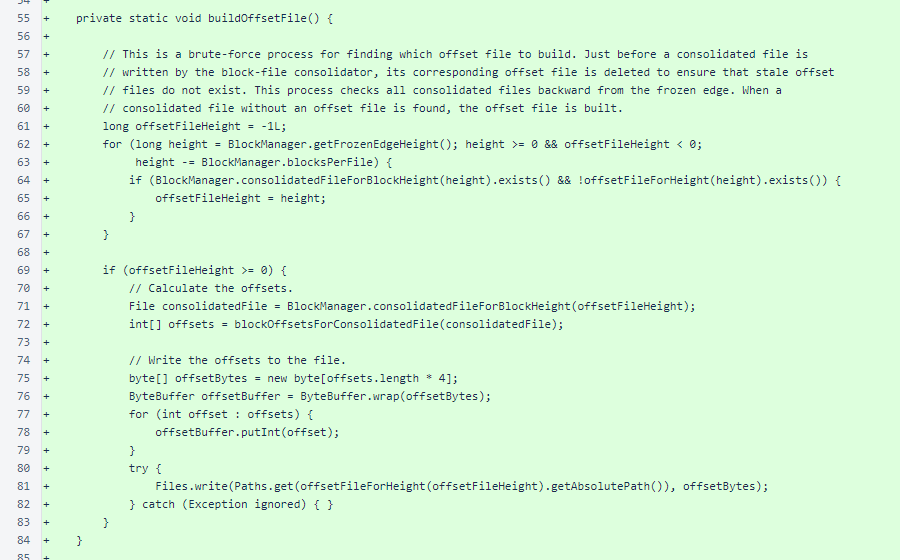 55 + private static void buildOffsetFile() {
56 +
57 + // This is a brute-force process for finding which offset file to build. Just before a consolidated file is
58 + // written by the block-file consolidator, its corresponding offset file is deleted to ensure that stale offset
59 + // files do not exist. This process checks all consolidated files backward from the frozen edge. When a
60 + // consolidated file without an offset file is found, the offset file is built.
61 + long offsetFileHeight = -1L;
62 + for (long height = BlockManager.getFrozenEdgeHeight(); height >= 0 && offsetFileHeight < 0;
63 + height -= BlockManager.blocksPerFile) {
64 + if (BlockManager.consolidatedFileForBlockHeight(height).exists() && !offsetFileForHeight(height).exists()) {
65 + offsetFileHeight = height;
66 + }
67 + }
68 +
69 + if (offsetFileHeight >= 0) {
70 + // Calculate the offsets.
71 + File consolidatedFile = BlockManager.consolidatedFileForBlockHeight(offsetFileHeight);
72 + int[] offsets = blockOffsetsForConsolidatedFile(consolidatedFile);
73 +
74 + // Write the offsets to the file.
75 + byte[] offsetBytes = new byte[offsets.length * 4];
76 + ByteBuffer offsetBuffer = ByteBuffer.wrap(offsetBytes);
77 + for (int offset : offsets) {
78 + offsetBuffer.putInt(offset);
79 + }
80 + try {
81 + Files.write(Paths.get(offsetFileForHeight(offsetFileHeight).getAbsolutePath()), offsetBytes);
82 + } catch (Exception ignored) { }
83 + }
84 + }
85 +